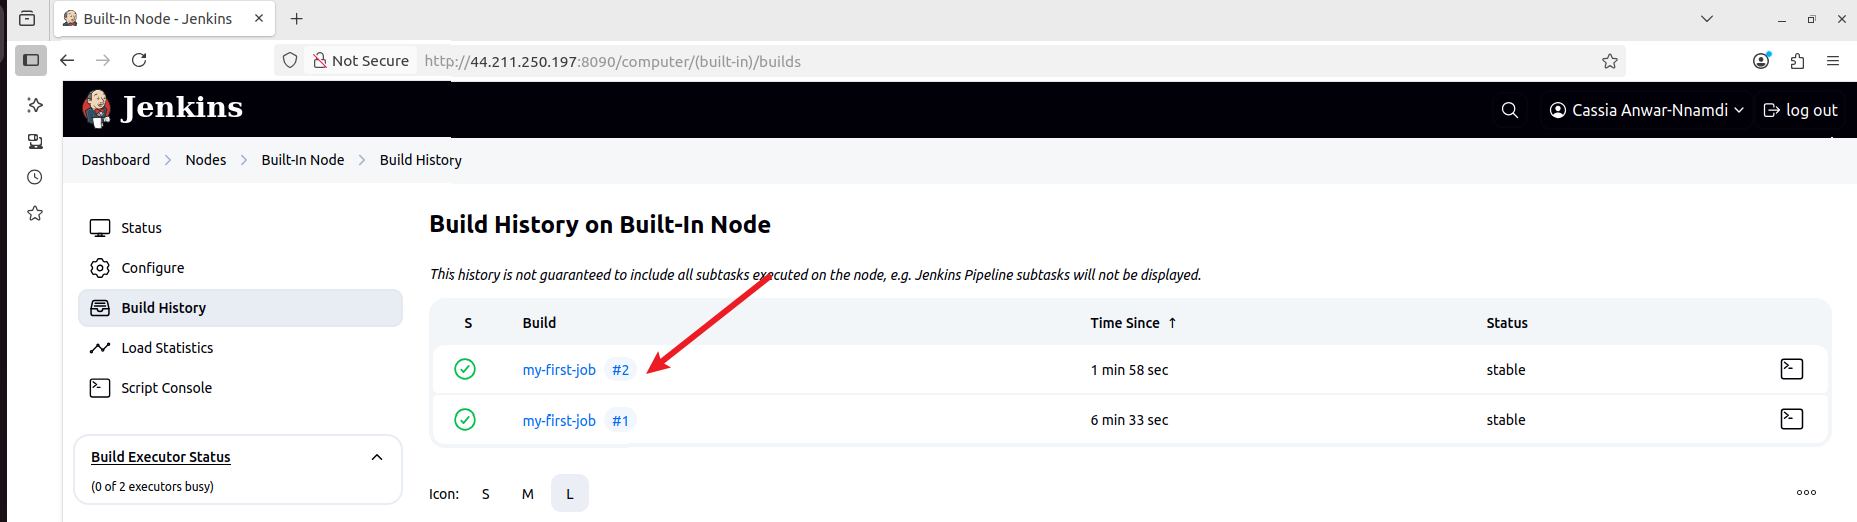 Built-In Node - Jenkins
Not Secure http://44.211.250.197:8090/computer/(built-in)/builds
Jenkins
Cassia Anwar-Nnamdi log out
Dashboard Nodes Built-In Node Build History
Status
Configure
Build History
Load Statistics
Script Console
Build Executor Status
(0 of 2 executors busy)
Build History on Built-In Node
This history is not guaranteed to include all subtasks executed on the node, e.g. Jenkins Pipeline subtasks will not be displayed.
S Build Time Since ↑ Status
my-first-job #2 1 min 58 sec stable
my-first-job #1 6 min 33 sec stable
Icon: S M L